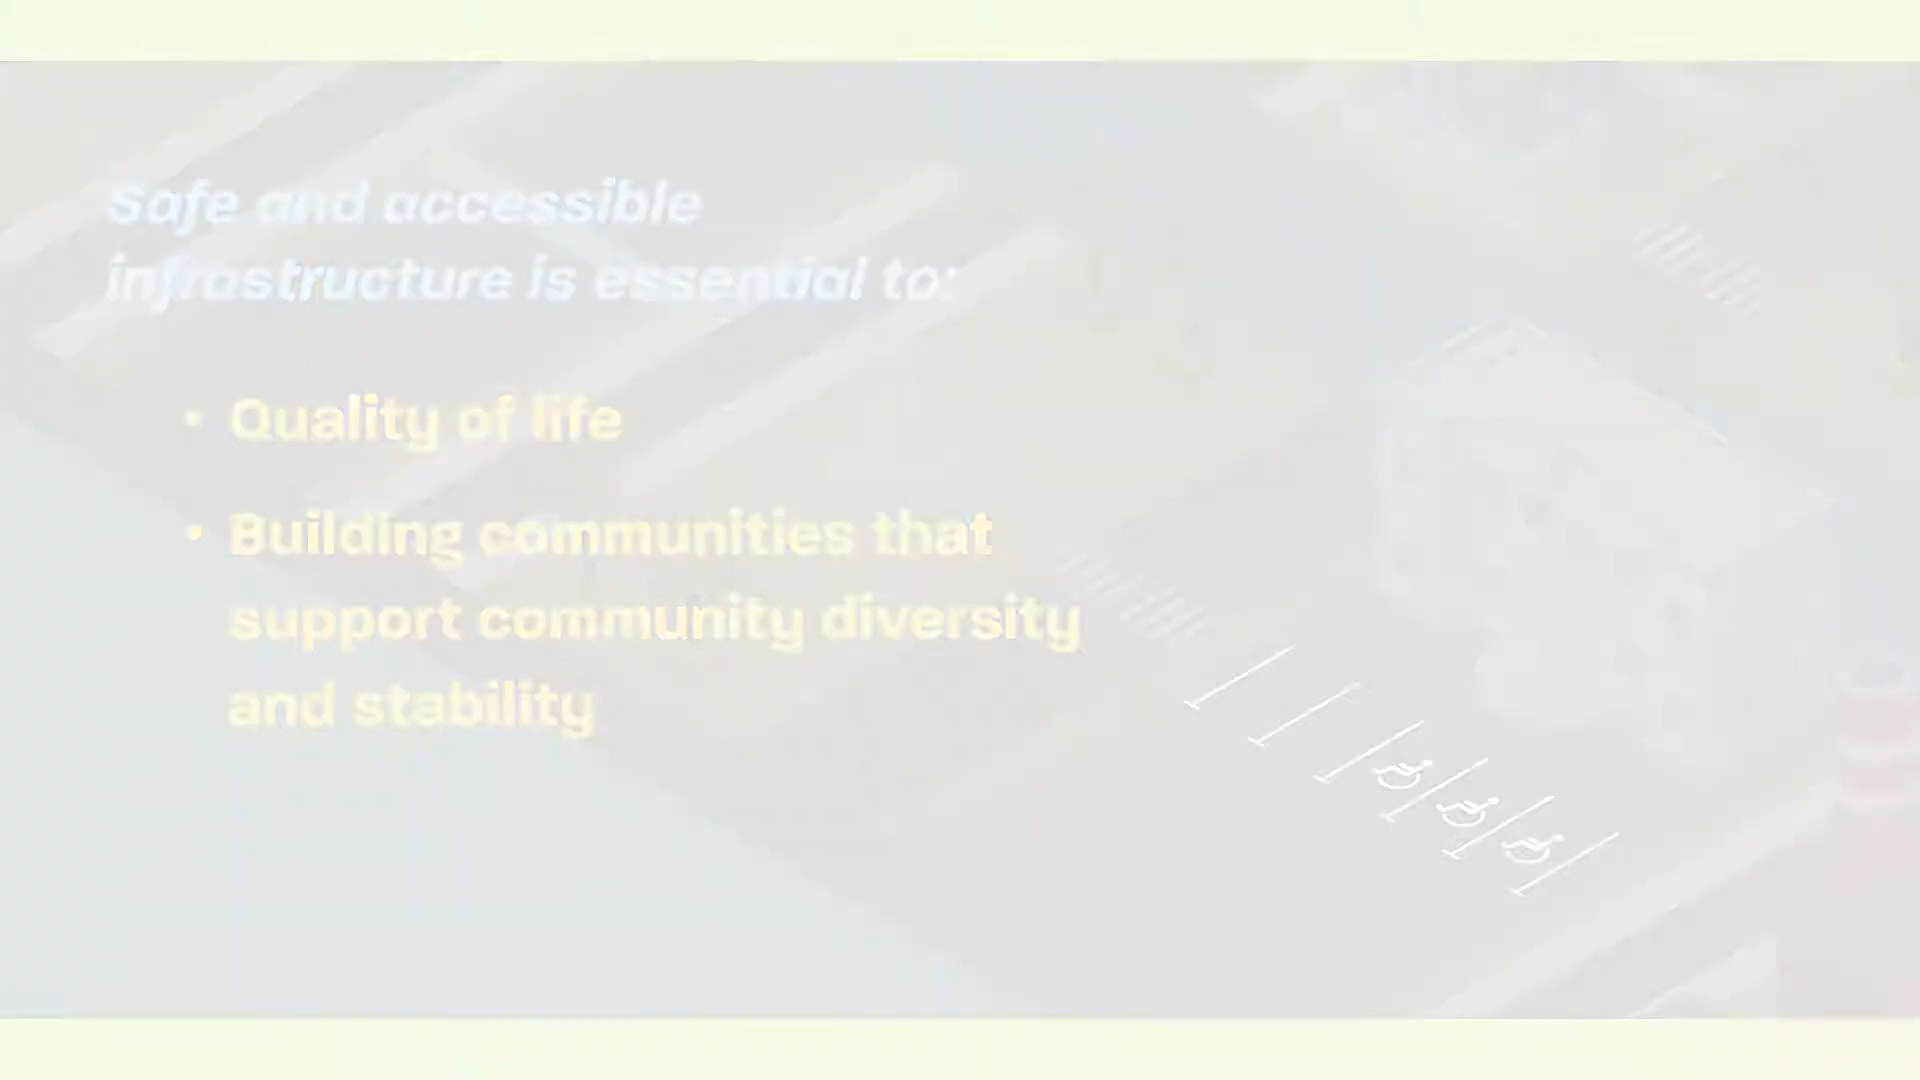 Safe and accessible
infrastructure is essential to:
• Quality of life
• Building communities that
support community diversity
and stability